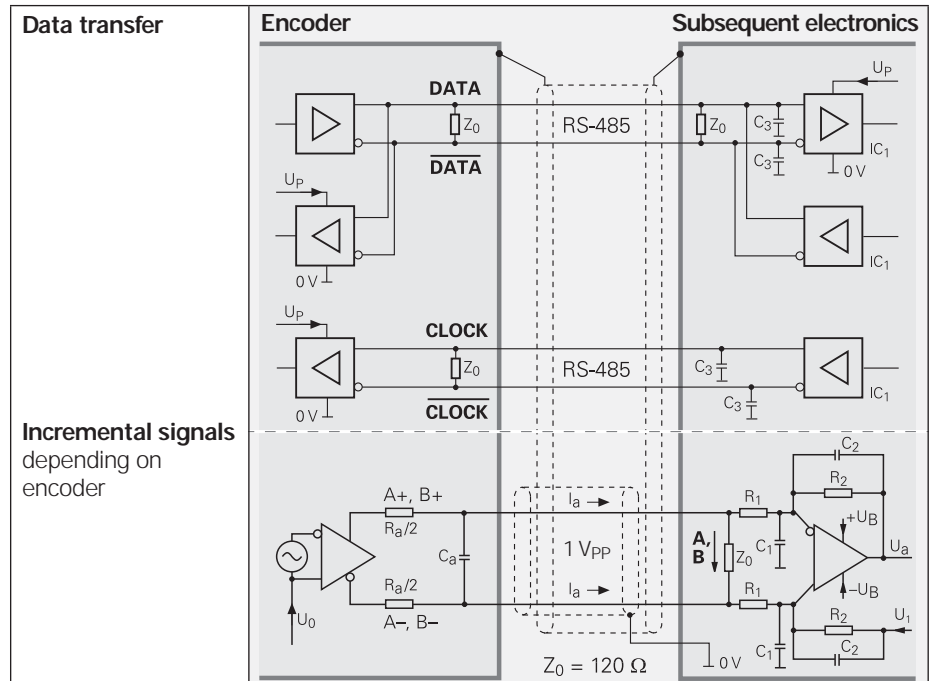 Data transfer
Encoder
Subsequent electronics
UP
DATA
Z0
RS-485
Z0
C3
C3
IC1
0 V
DATA
UP
0 V
IC1
UP
CLOCK
Z0
RS-485
C3
C3
IC1
0 V
CLOCK
Incremental signals
depending on
encoder
C2
R2
A+, B+
Ra/2
Ia
R1
+UB
Ca
1 VPP
A,
B
Z0
C1
Ua
Ra/2
A–, B–
Ia
R1
–UB
U0
R2
U1
C1
C2
0 V
Z0 = 120 Ω